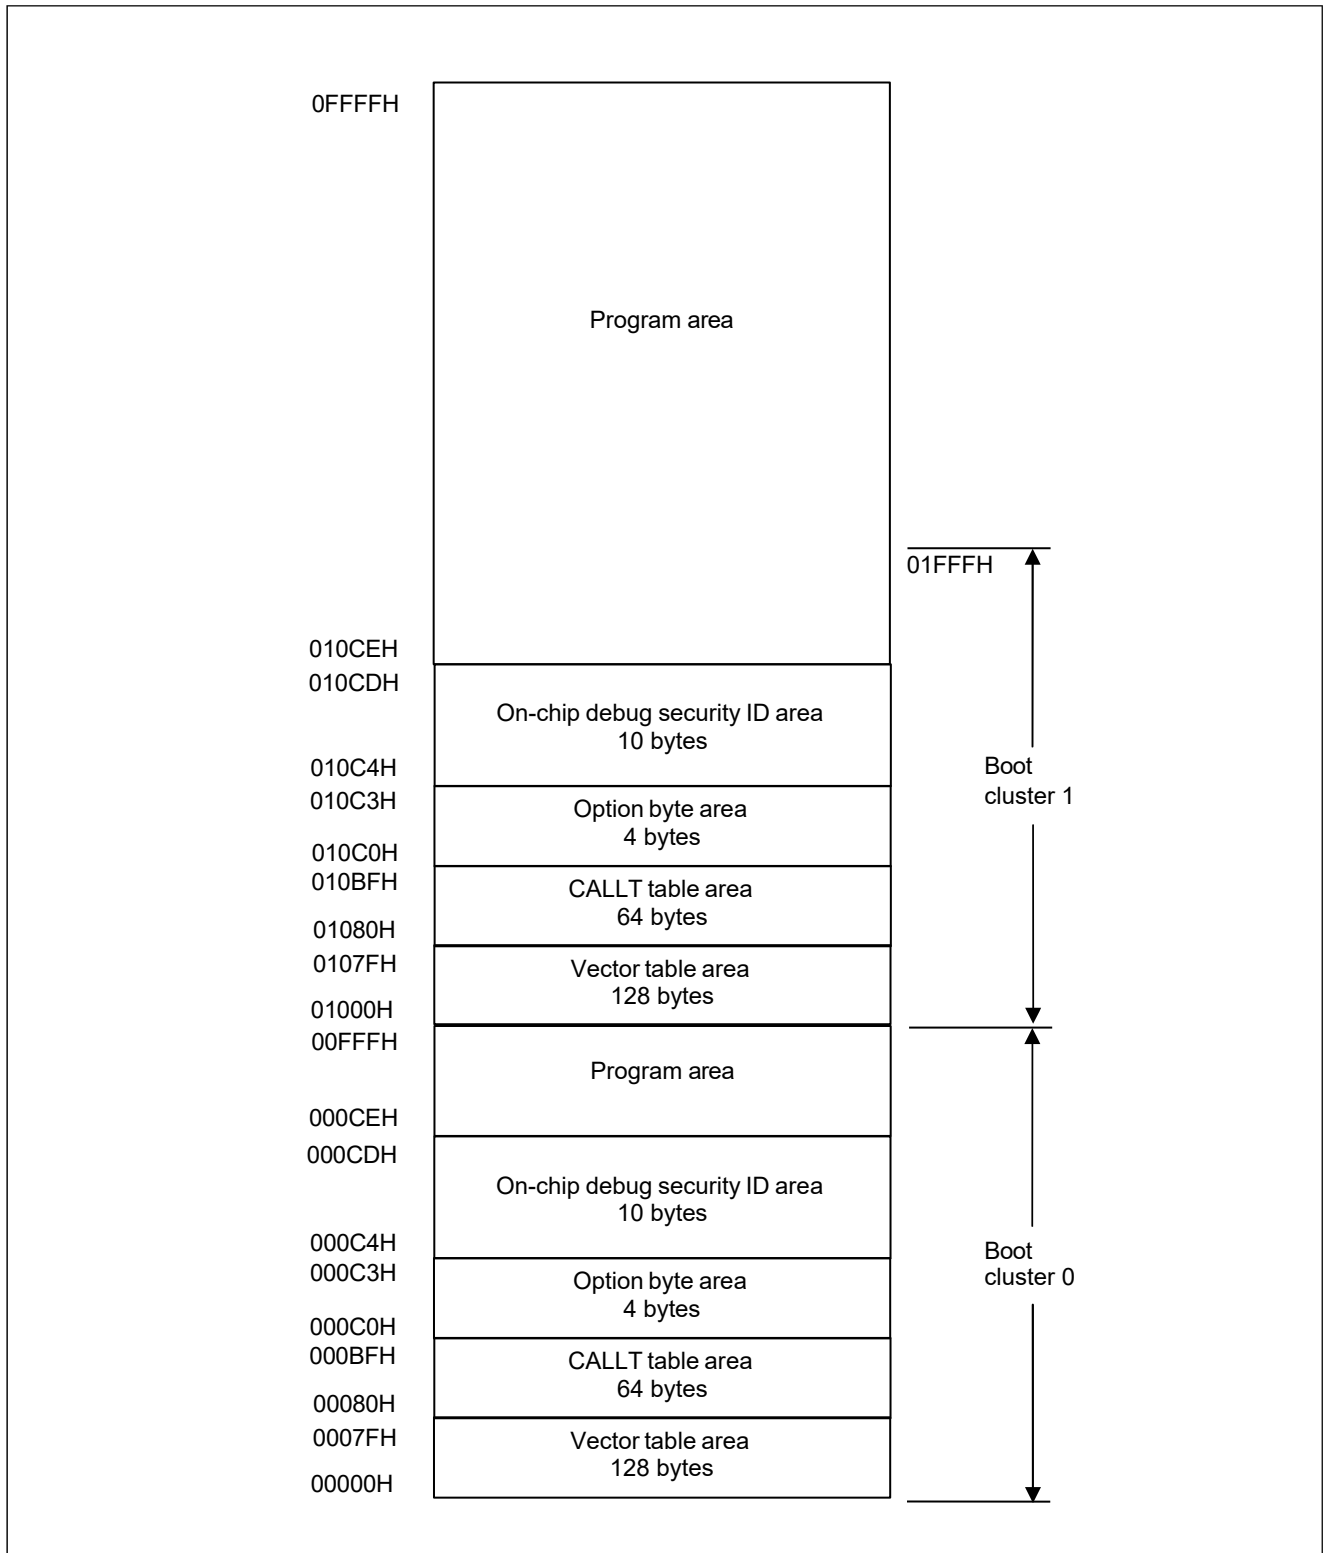 0FFFFH
Program area
01FFFH
010CEH
010CDH
On-chip debug security ID area
10 bytes
010C4H
Boot
cluster 1
010C3H
Option byte area
4 bytes
010C0H
010BFH
CALLT table area
64 bytes
01080H
0107FH
Vector table area
128 bytes
01000H
00FFFH
Program area
000CEH
000CDH
On-chip debug security ID area
10 bytes
000C4H
Boot
cluster 0
000C3H
Option byte area
4 bytes
000C0H
000BFH
CALLT table area
64 bytes
00080H
0007FH
Vector table area
128 bytes
00000H